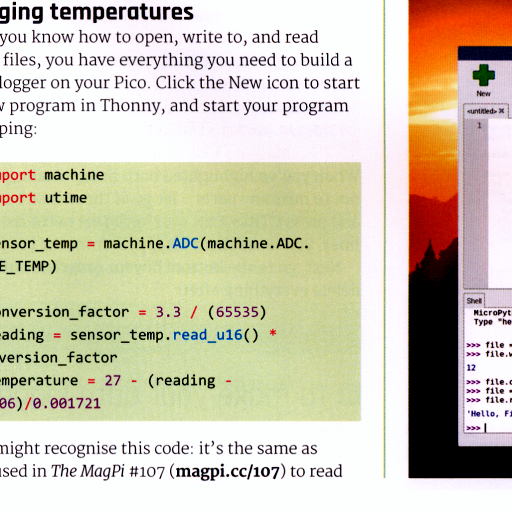 ging temperatures
you know how to open, write to, and read
files, you have everything you need to build a
logger on your Pico. Click the New icon to start
w program in Thonny, and start your program
ping:
port machine
port utime
ensor_temp = machine.ADC(machine.ADC.
E_TEMP)
onversion_factor = 3.3 / (65535)
eading = sensor_temp.read_u16() *
version_factor
emperature = 27 - (reading -
06)/0.001721
might recognise this code: it's the same as
used in The MagPi #107 (magpi.cc/107) to read
New
<untitled> ✕
1
Shell
MicroPyt
Type "he
>>> file =
>>> file.w
12
>>> file.c
>>> file =
>>> file.r
'Hello, Fi
>>>